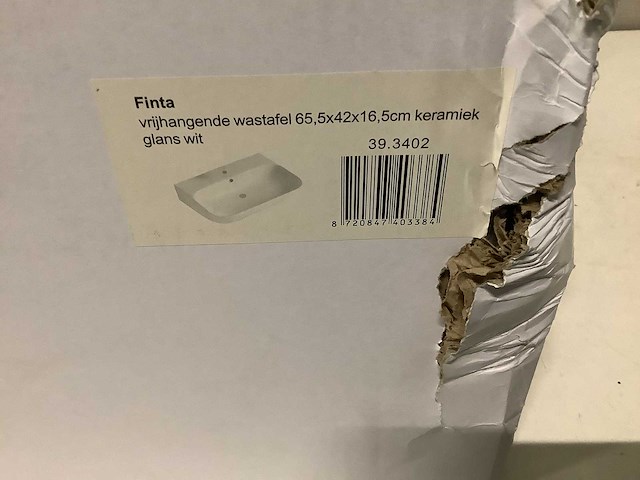 Finta
vrijhangende wastafel 65,5x42x16,5cm keramiek
glans wit
39.3402
8 720847 403384